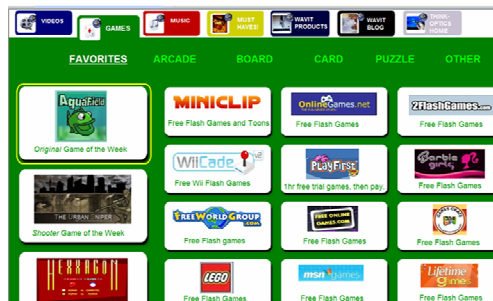 VIDEOS
GAMES
MUSIC
MUST HAVES!
WAVIT PRODUCTS
WAVIT BLOG
THINK-OPTICS HOME
FAVORITES ARCADE BOARD CARD PUZZLE OTHER
AquaField
Original Game of the Week
MINICLIP
Free Flash Games and Toons
OnlineGames.net
Free Flash Games
2FlashGames.com
Free Flash Games
WiiCade v2
Free Wii Flash Games
PLAYFIRST
1hr free trial games, then pay.
Barbie girls
Free Flash Games
THE URBAN SNIPER
Shooter Game of the Week
FREEWORLDGROUP.COM
Free Flash games
FREE ONLINE GAMES.COM
Free Flash Games
Free Flash Games
HEXXAGON
LEGO
Free Flash Games
msn games
Free Flash Games
Lifetime games
Free Flash Games